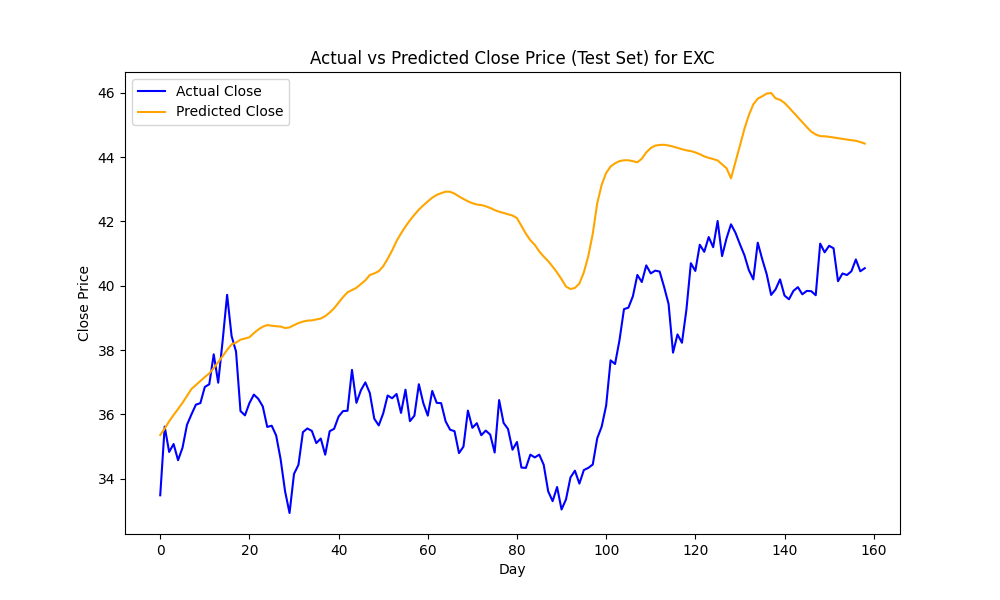 Actual vs Predicted Close Price (Test Set) for EXC
Actual Close
Predicted Close
Close Price
46
44
42
40
38
36
34
0 20 40 60 80 100 120 140 160
Day